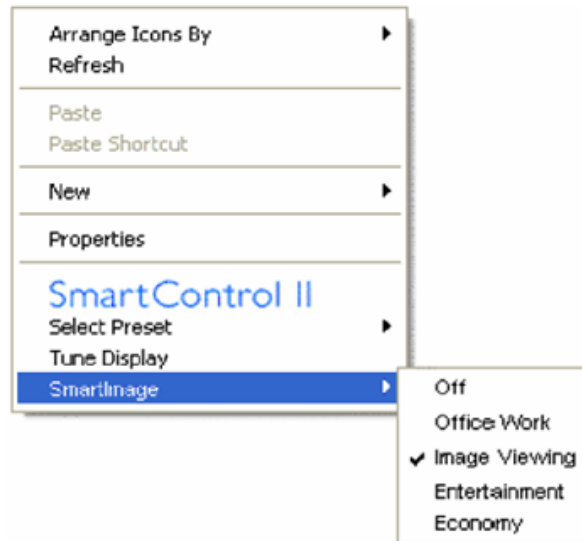 Arrange Icons By
Refresh
Paste
Paste Shortcut
New
Properties
SmartControl II
Select Preset
Tune Display
SmartImage
Off
Office Work
Image Viewing
Entertainment
Economy